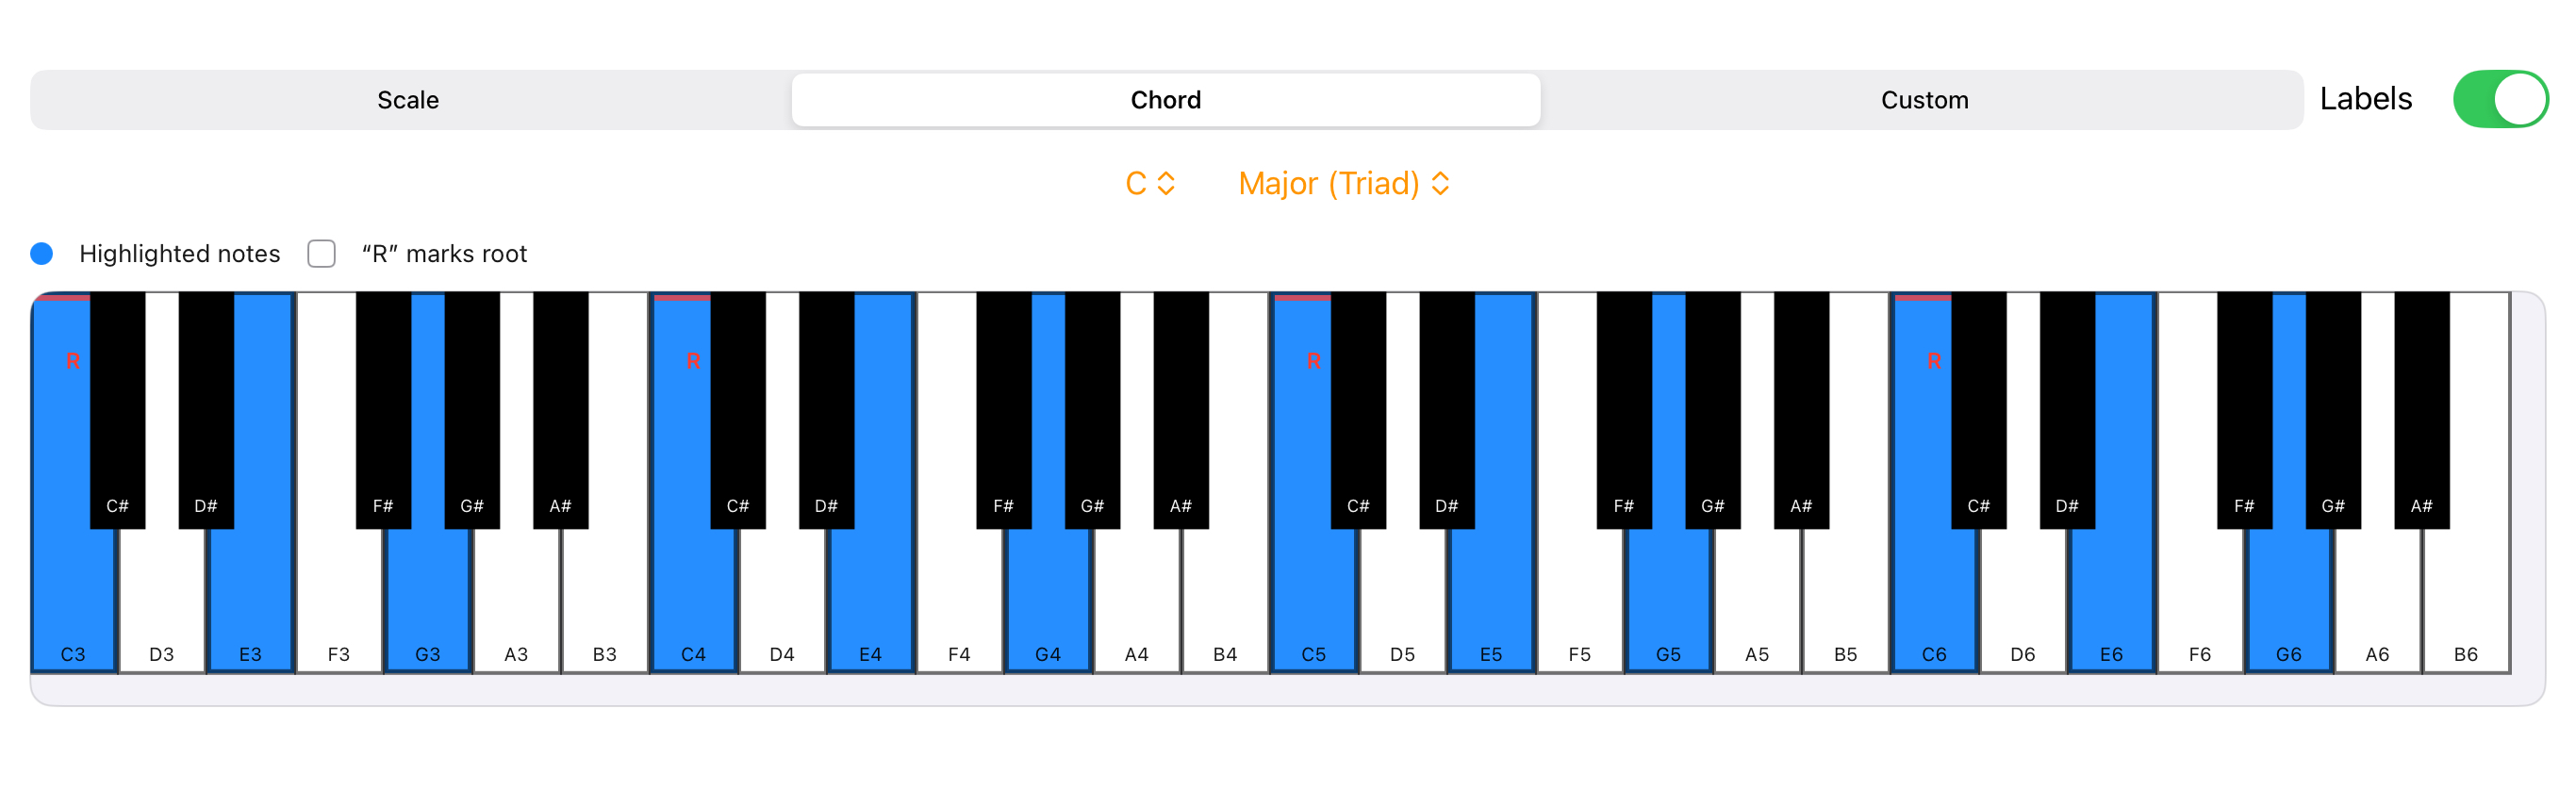 Scale Chord Custom Labels
C Major (Triad)
Highlighted notes “R” marks root
R R R R
C# D# F# G# A# C# D# F# G# A# C# D# F# G# A# C# D# F# G# A#
C3 D3 E3 F3 G3 A3 B3 C4 D4 E4 F4 G4 A4 B4 C5 D5 E5 F5 G5 A5 B5 C6 D6 E6 F6 G6 A6 B6